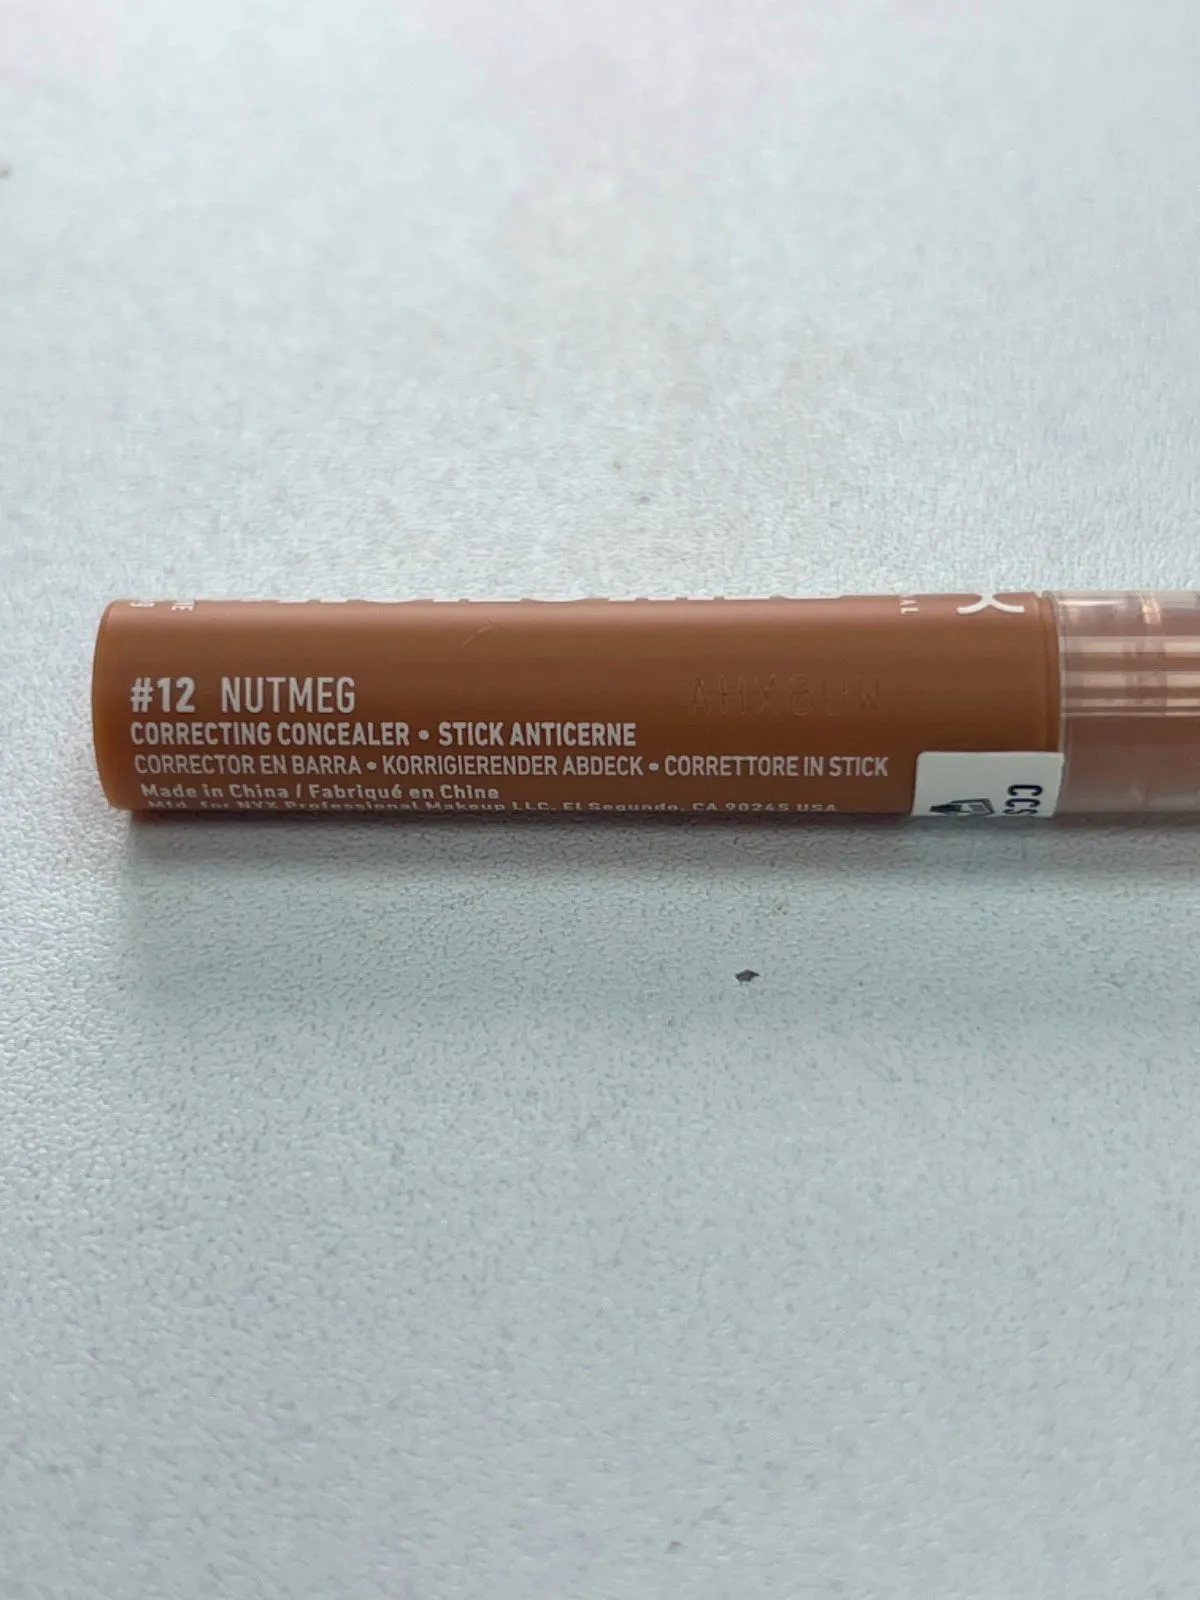 #12 NUTMEG
CORRECTING CONCEALER • STICK ANTICERNE
CORRECTOR EN BARRA • KORRIGIERENDER ABDECK • CORRETTORE IN STICK
Made in China / Fabriqué en Chine
Mfd. for NYX Professional Makeup LLC, El Segundo, CA 90245 USA
X
CCS